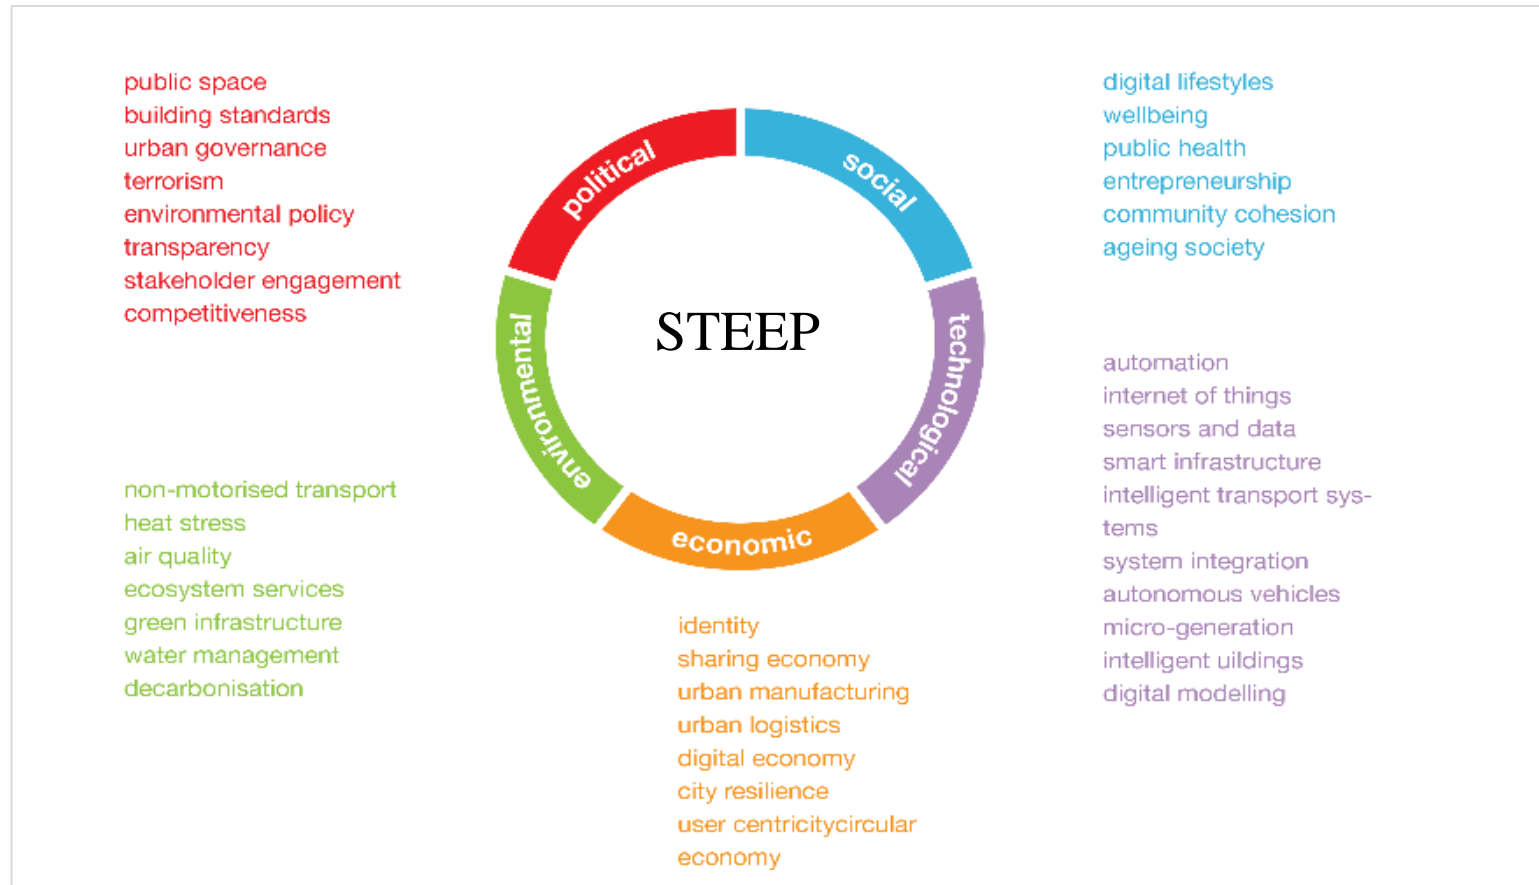 public space
building standards
urban governance
terrorism
environmental policy
transparency
stakeholder engagement
competitiveness
digital lifestyles
wellbeing
public health
entrepreneurship
community cohesion
ageing society
political
social
technological
economic
environmental
STEEP
automation
internet of things
sensors and data
smart infrastructure
intelligent transport sys-
tems
system integration
autonomous vehicles
micro-generation
intelligent uildings
digital modelling
non-motorised transport
heat stress
air quality
ecosystem services
green infrastructure
water management
decarbonisation
identity
sharing economy
urban manufacturing
urban logistics
digital economy
city resilience
user centricitycircular
economy